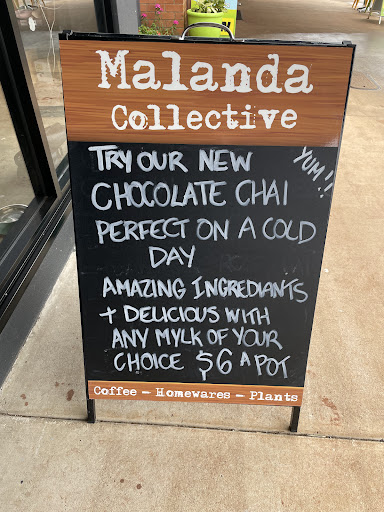 Malanda
Collective
TRY OUR NEW
YUM!!
CHOCOLATE CHAI
PERFECT ON A COLD
DAY
AMAZING INGREDIANTS
+ DELICIOUS WITH
ANY MYLK OF YOUR
CHOICE $6 A POT
Coffee - Homewares - Plants